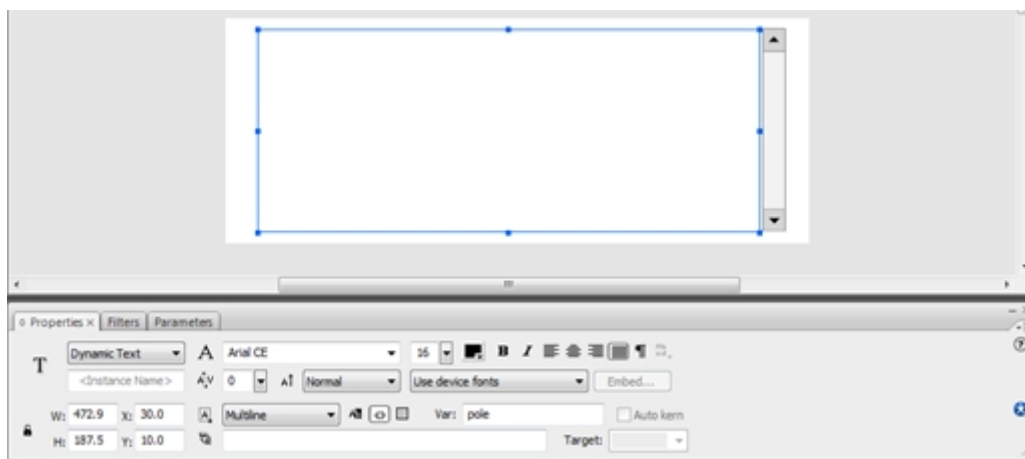 Properties × Filters Parameters
Dynamic Text A Arial CE 16 B I ¶
T
<Instance Name> A V 0 A Normal Use device fonts Embed...
W: 472.9 X: 30.0 A Multiline Var: pole Auto kern
H: 187.5 Y: 10.0 Target: